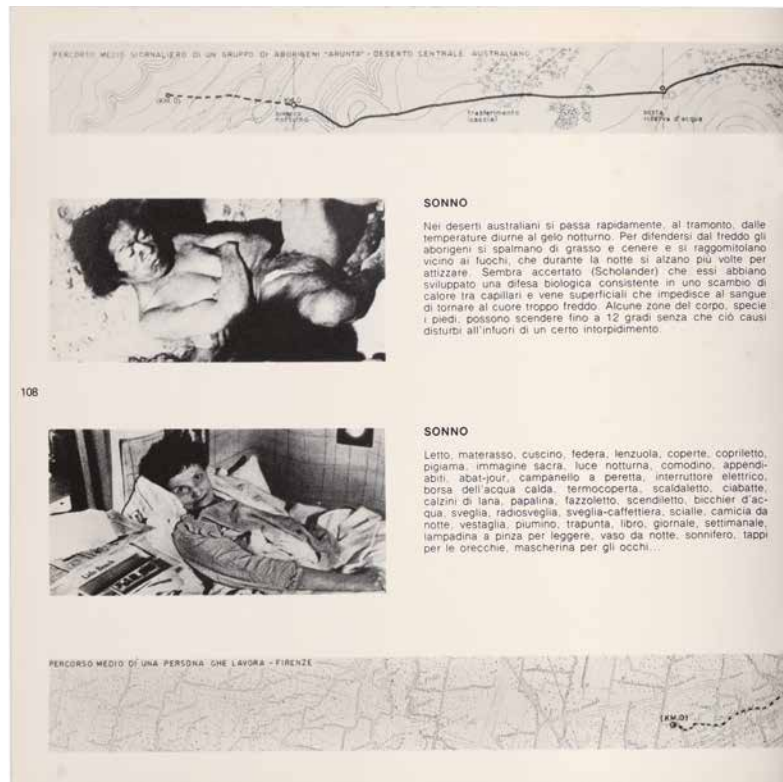 PERCORSO MEDIO GIORNALIERO DI UN GRUPPO DI ABORIGENI "ARUNTA" - DESERTO CENTRALE AUSTRALIANO
(KM.0)
bivacco
notturno
trasferimento
(caccia)
sosta
riserva d'acqua
SONNO
Nei deserti australiani si passa rapidamente, al tramonto, dalle
temperature diurne al gelo notturno. Per difendersi dal freddo gli
aborigeni si spalmano di grasso e cenere e si raggomitolano
vicino ai fuochi, che durante la notte si alzano più volte per
attizzare. Sembra accertato (Scholander) che essi abbiano
sviluppato una difesa biologica consistente in uno scambio di
calore tra capillari e vene superficiali che impedisce al sangue
di tornare al cuore troppo freddo. Alcune zone del corpo, specie
i piedi, possono scendere fino a 12 gradi senza che ciò causi
disturbi all'infuori di un certo intorpidimento.
108
SONNO
Letto, materasso, cuscino, federa, lenzuola, coperte, copriletto,
pigiama, immagine sacra, luce notturna, comodino, appendi-
abiti, abat-jour, campanello a peretta, interruttore elettrico,
borsa dell'acqua calda, termocoperta, scaldaletto, ciabatte,
calzini di lana, papalina, fazzoletto, scendiletto, bicchier d'ac-
qua, sveglia, radiosveglia, sveglia-caffettiera, scialle, camicia da
notte, vestaglia, piumino, trapunta, libro, giornale, settimanale,
lampadina a pinza per leggere, vaso da notte, sonnifero, tappi
per le orecchie, mascherina per gli occhi...
PERCORSO MEDIO DI UNA PERSONA CHE LAVORA - FIRENZE
(KM.0)